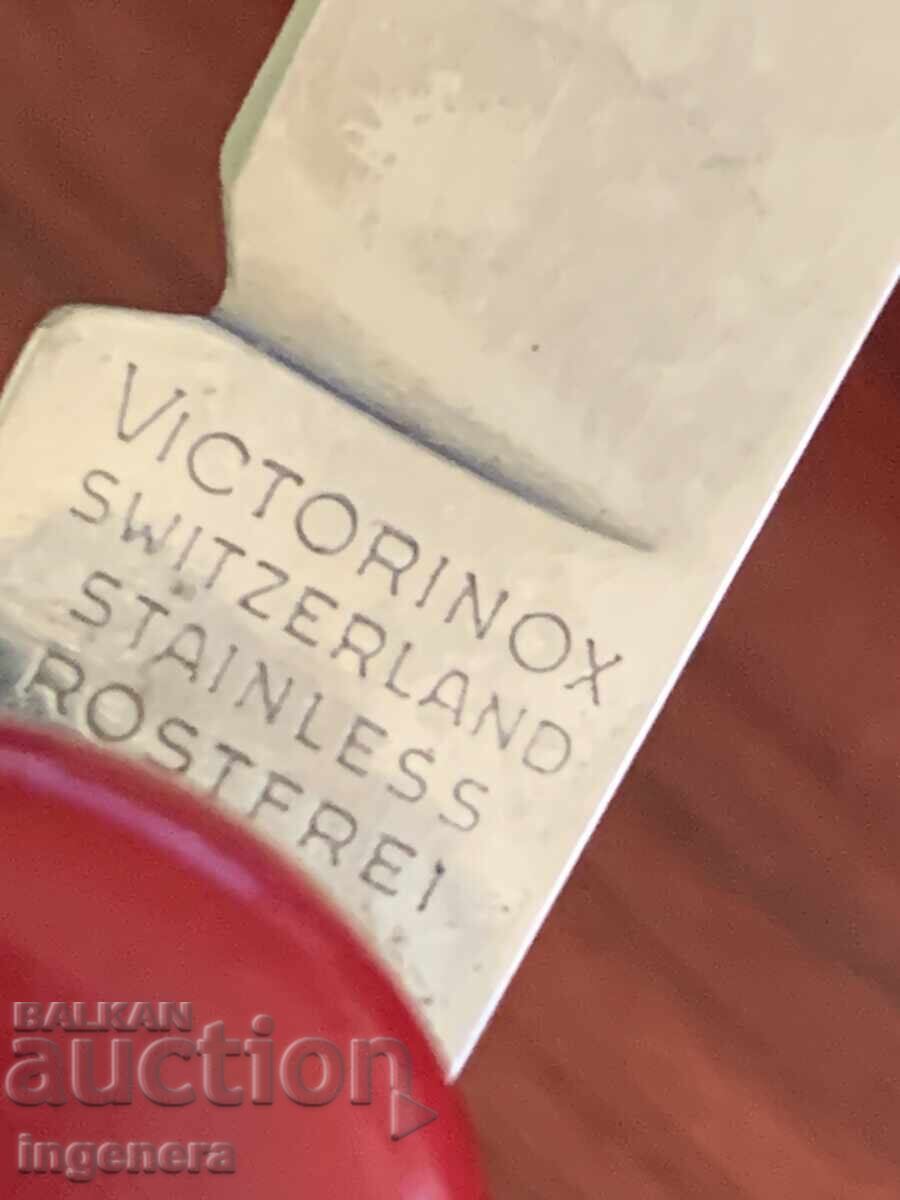 VICTORINOX
SWITZERLAND
STAINLESS
ROSTFREI
BALKAN
auction
ingenera